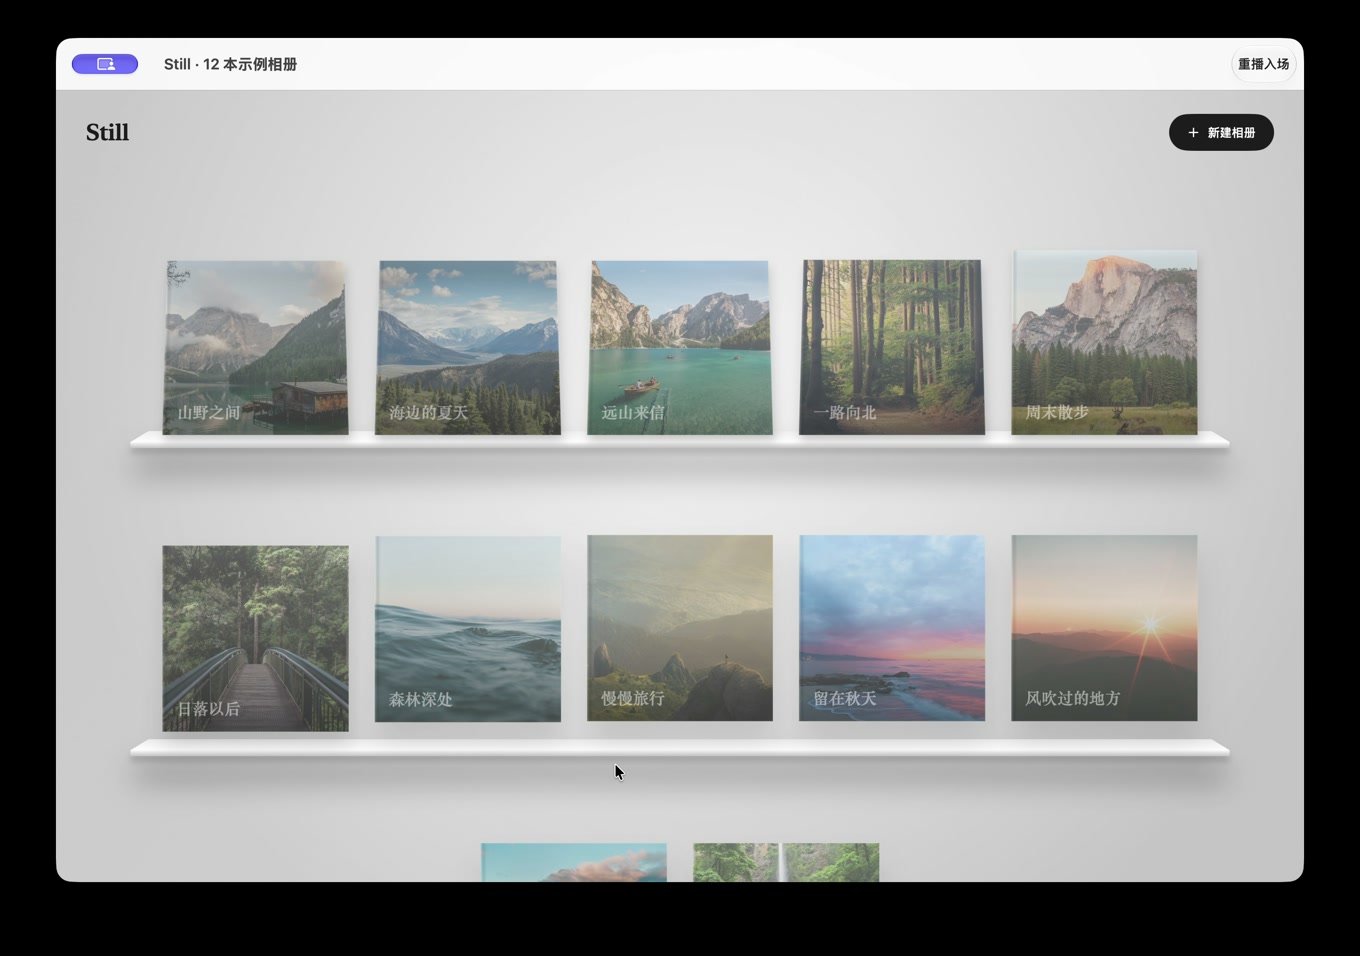 Still · 12 本示例相册
重播入场
Still
+ 新建相册
山野之间
海边的夏天
远山来信
一路向北
周末散步
日落以后
森林深处
慢慢旅行
留在秋天
风吹过的地方